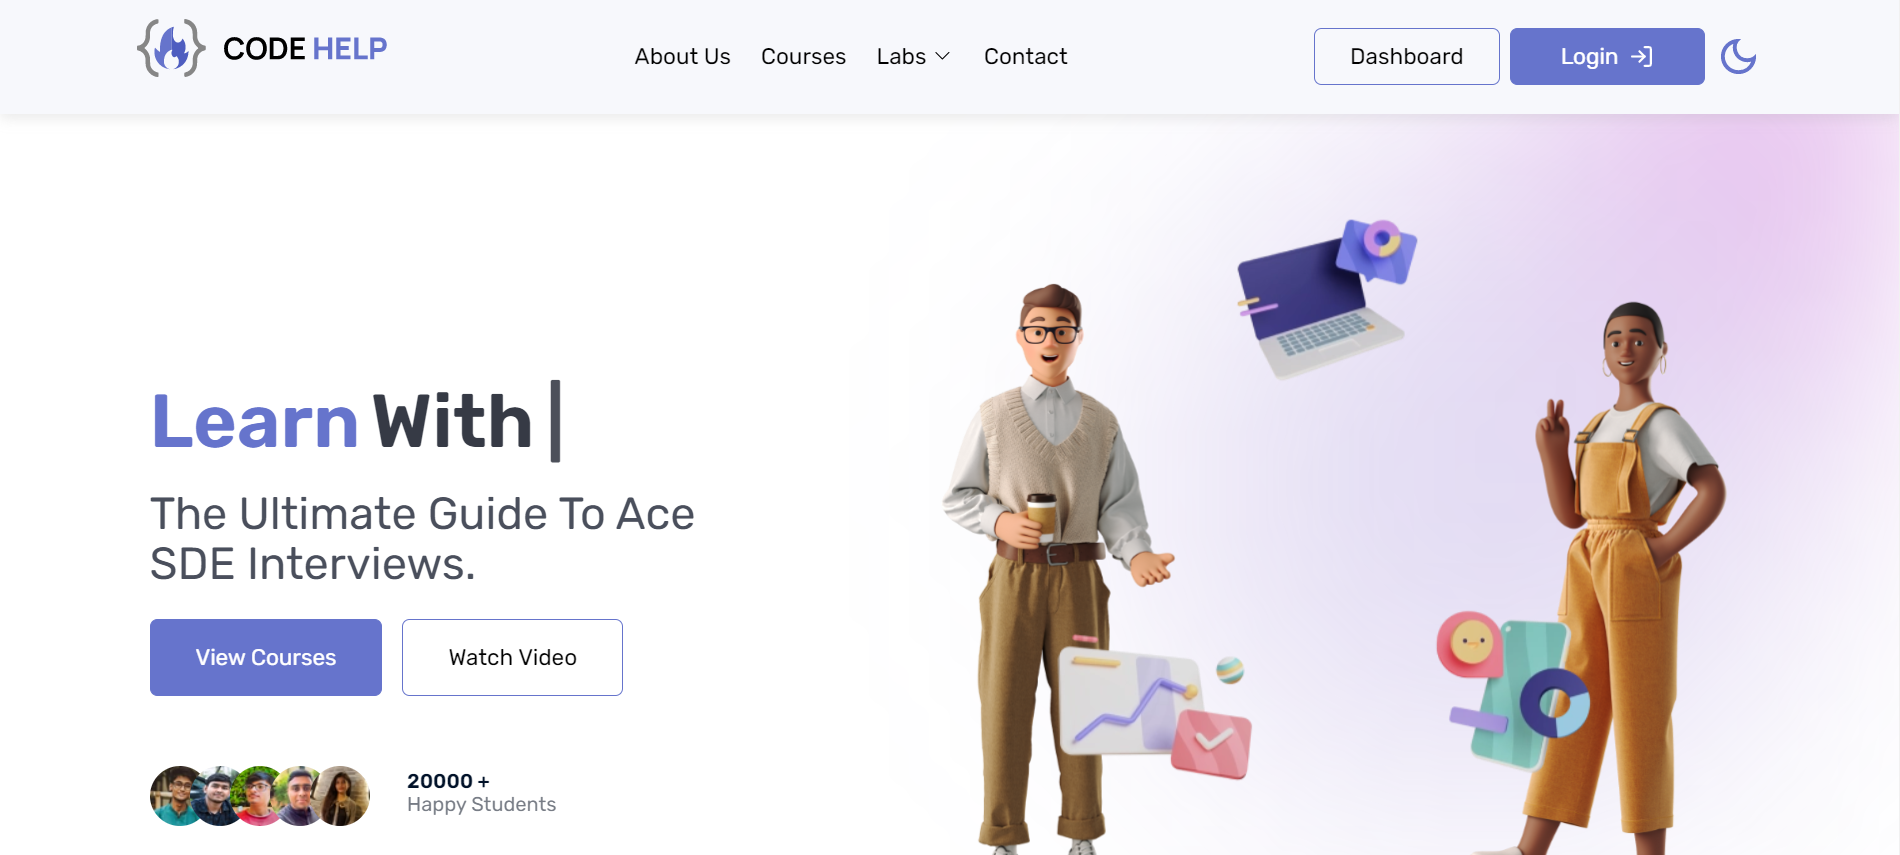 CODE HELP
About Us
Courses
Labs
Contact
Dashboard
Login
Learn With |
The Ultimate Guide To Ace
SDE Interviews.
View Courses
Watch Video
20000 +
Happy Students